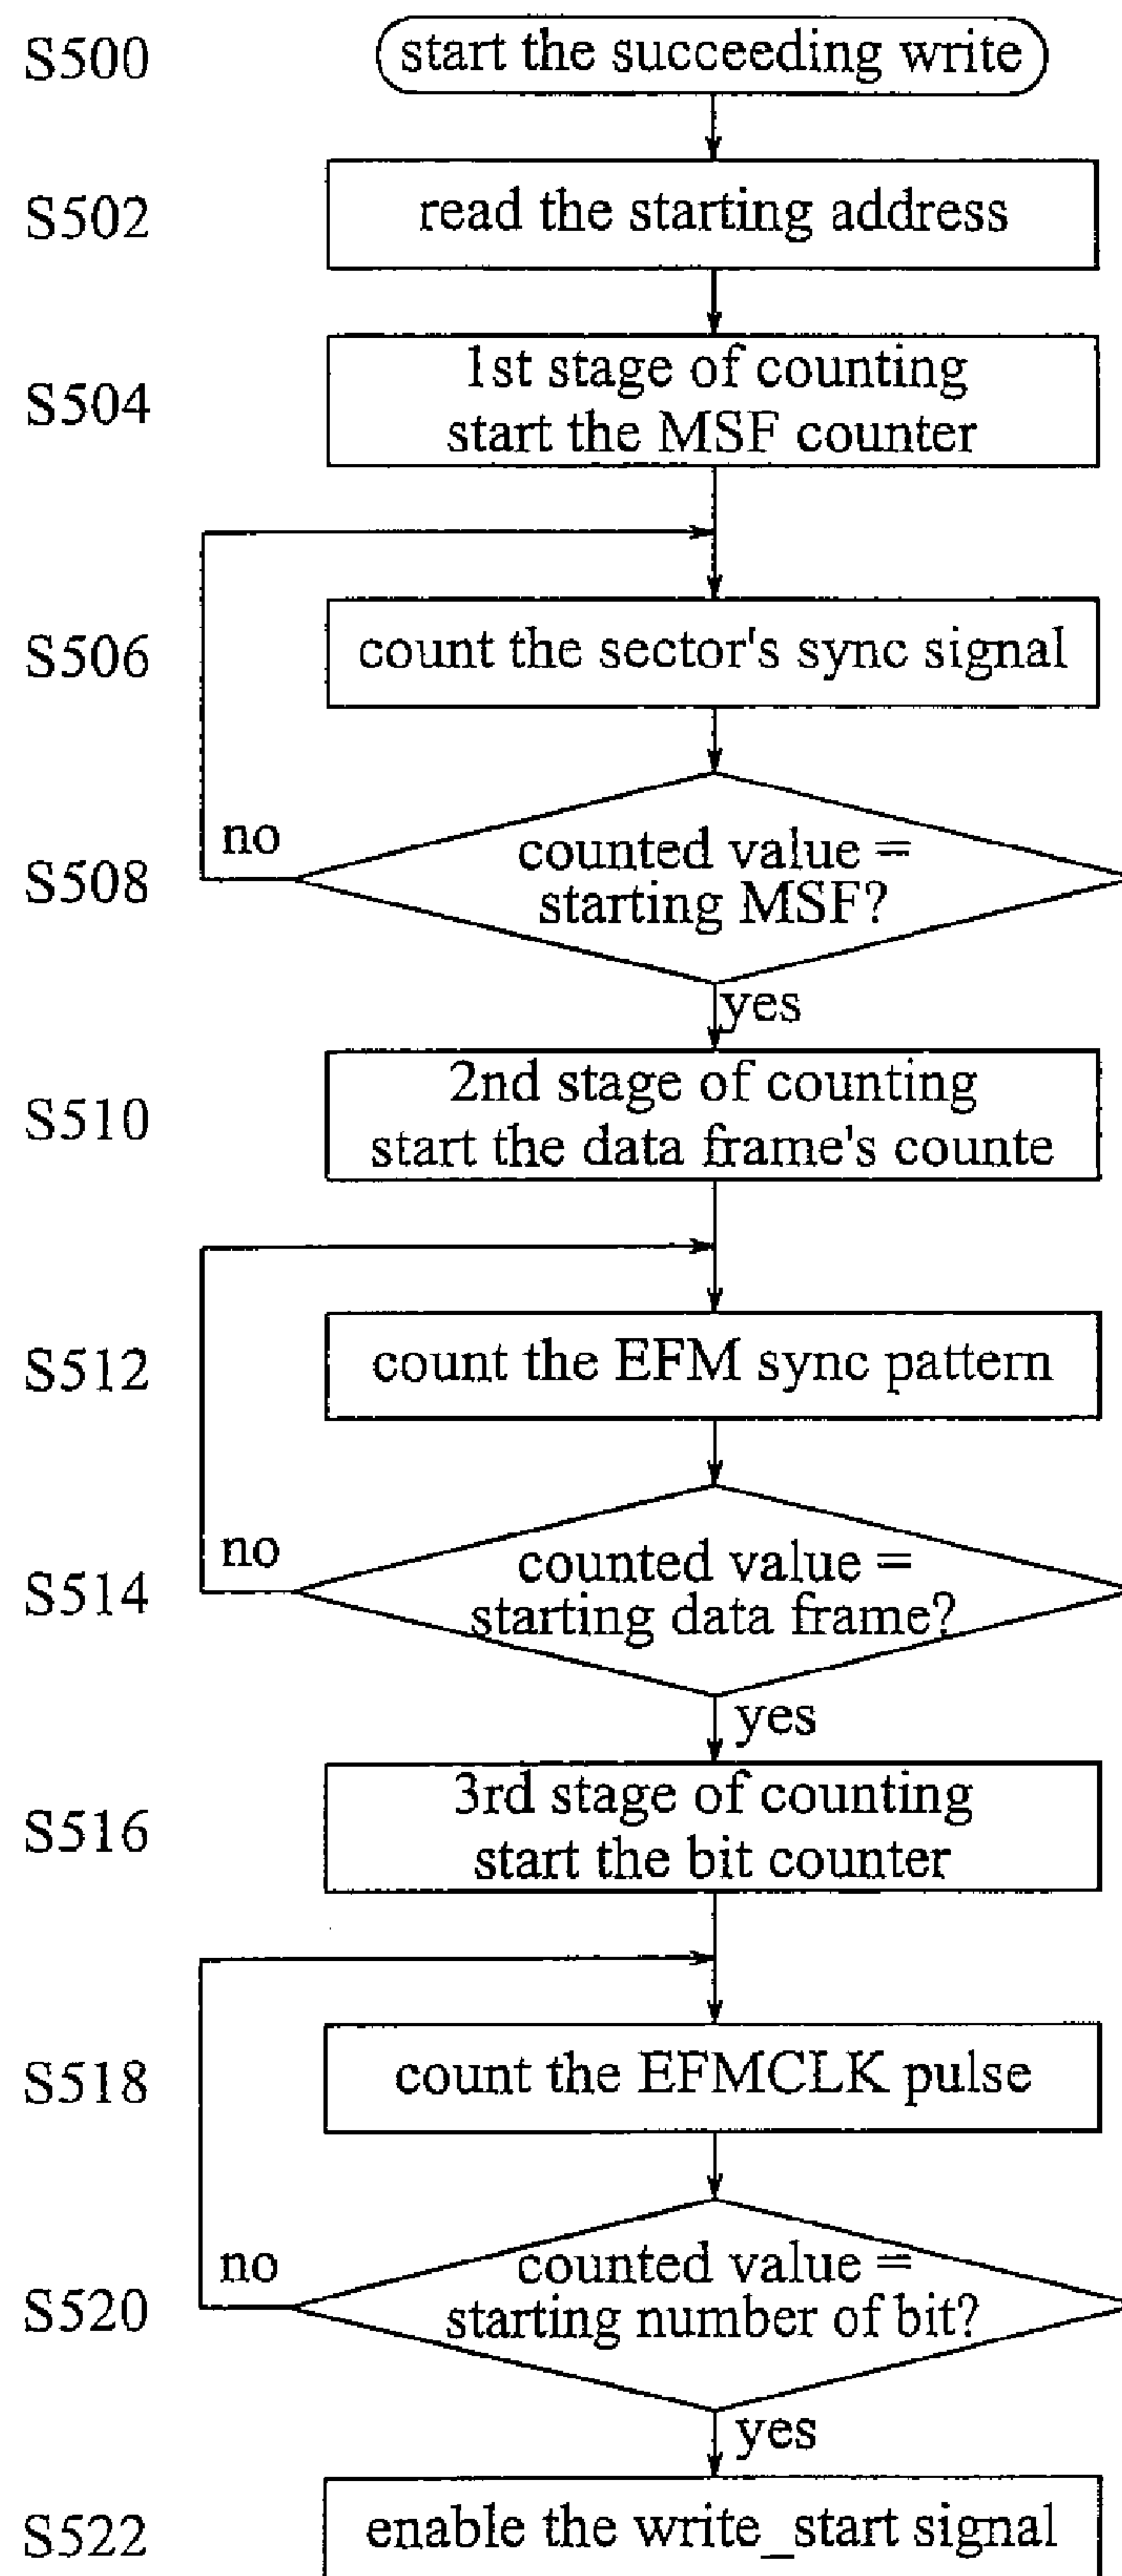 S500
start the succeeding write
S502
read the starting address
S504
1st stage of counting
start the MSF counter
S506
count the sector's sync signal
no
S508
counted value =
starting MSF?
yes
S510
2nd stage of counting
start the data frame's counte
S512
count the EFM sync pattern
no
S514
counted value =
starting data frame?
yes
S516
3rd stage of counting
start the bit counter
S518
count the EFMCLK pulse
no
S520
counted value =
starting number of bit?
yes
S522
enable the write_start signal